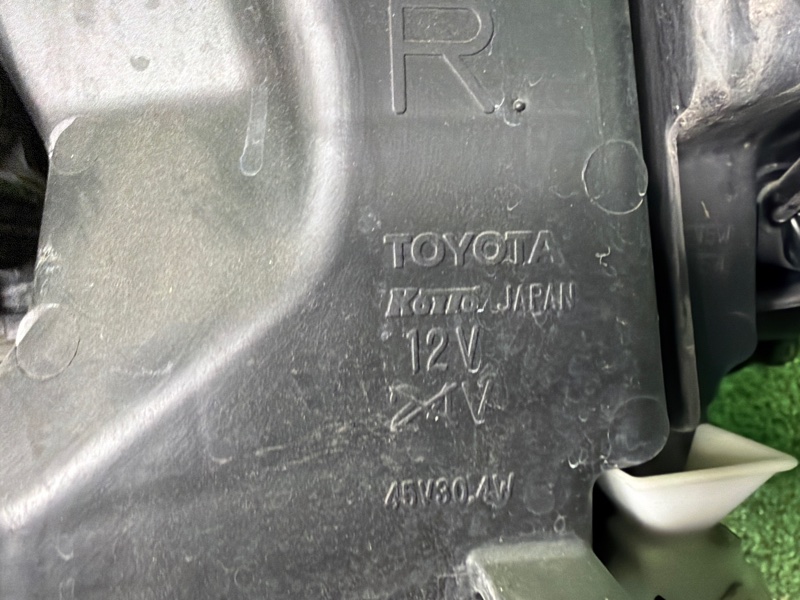 R
TOYOTA
KOITO JAPAN
12V
24V
45V30.4W